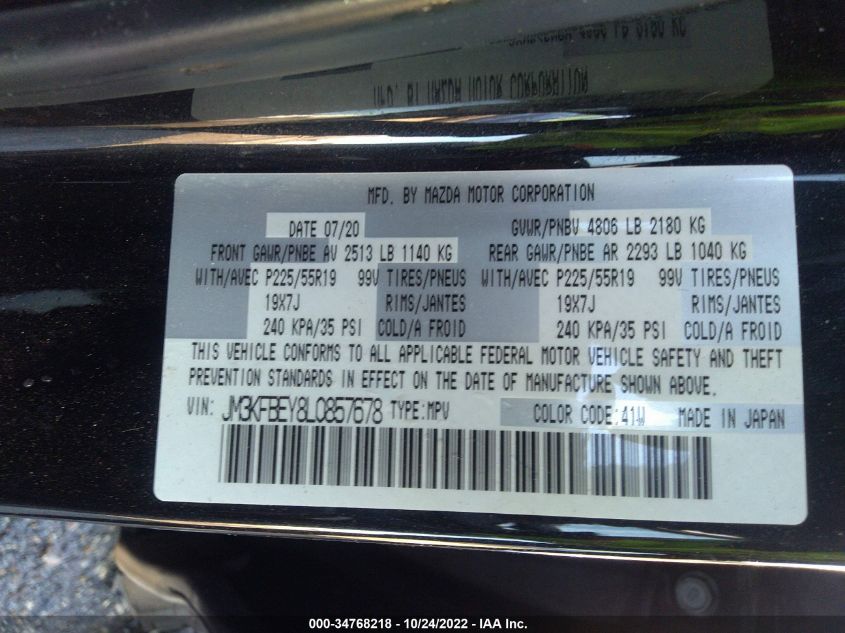 MFD. BY MAZDA MOTOR CORPORATION
DATE 07/20 GVWR/PNBV 4806 LB 2180 KG
FRONT GAWR/PNBE AV 2513 LB 1140 KG REAR GAWR/PNBE AR 2293 LB 1040 KG
WITH/AVEC P225/55R19 99V TIRES/PNEUS WITH/AVEC P225/55R19 99V TIRES/PNEUS
19X7J RIMS/JANTES 19X7J RIMS/JANTES
240 KPA/35 PSI COLD/A FROID 240 KPA/35 PSI COLD/A FROID
THIS VEHICLE CONFORMS TO ALL APPLICABLE FEDERAL MOTOR VEHICLE SAFETY AND THEFT
PREVENTION STANDARDS IN EFFECT ON THE DATE OF MANUFACTURE SHOWN ABOVE.
VIN: JM3KFBEY8L0857678 TYPE:MPV COLOR CODE:41W MADE IN JAPAN
000-34768218 - 10/24/2022 - IAA Inc.